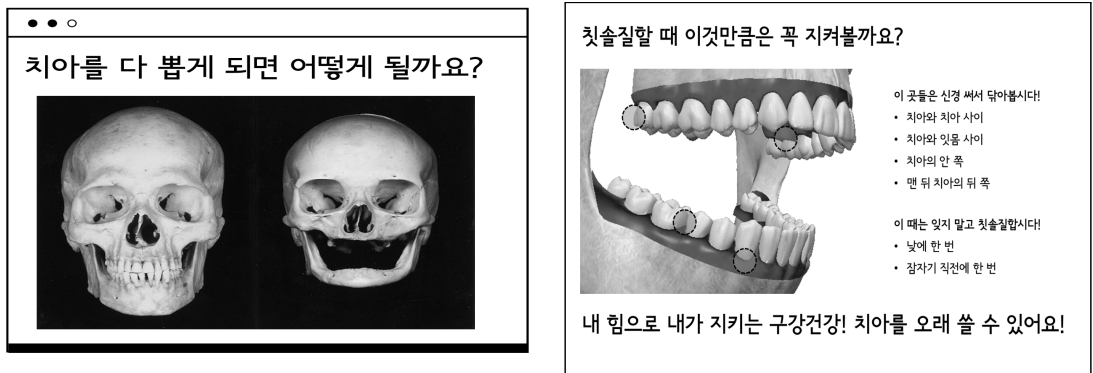 치아를 다 뽑게 되면 어떻게 될까요?
칫솔질할 때 이것만큼은 꼭 지켜볼까요?
이 곳들은 신경 써서 닦아봅시다!
• 치아와 치아 사이
• 치아와 잇몸 사이
• 치아의 안 쪽
• 맨 뒤 치아의 뒤 쪽
이 때는 잊지 말고 칫솔질합시다!
• 낮에 한 번
• 잠자기 직전에 한 번
내 힘으로 내가 지키는 구강건강! 치아를 오래 쓸 수 있어요!